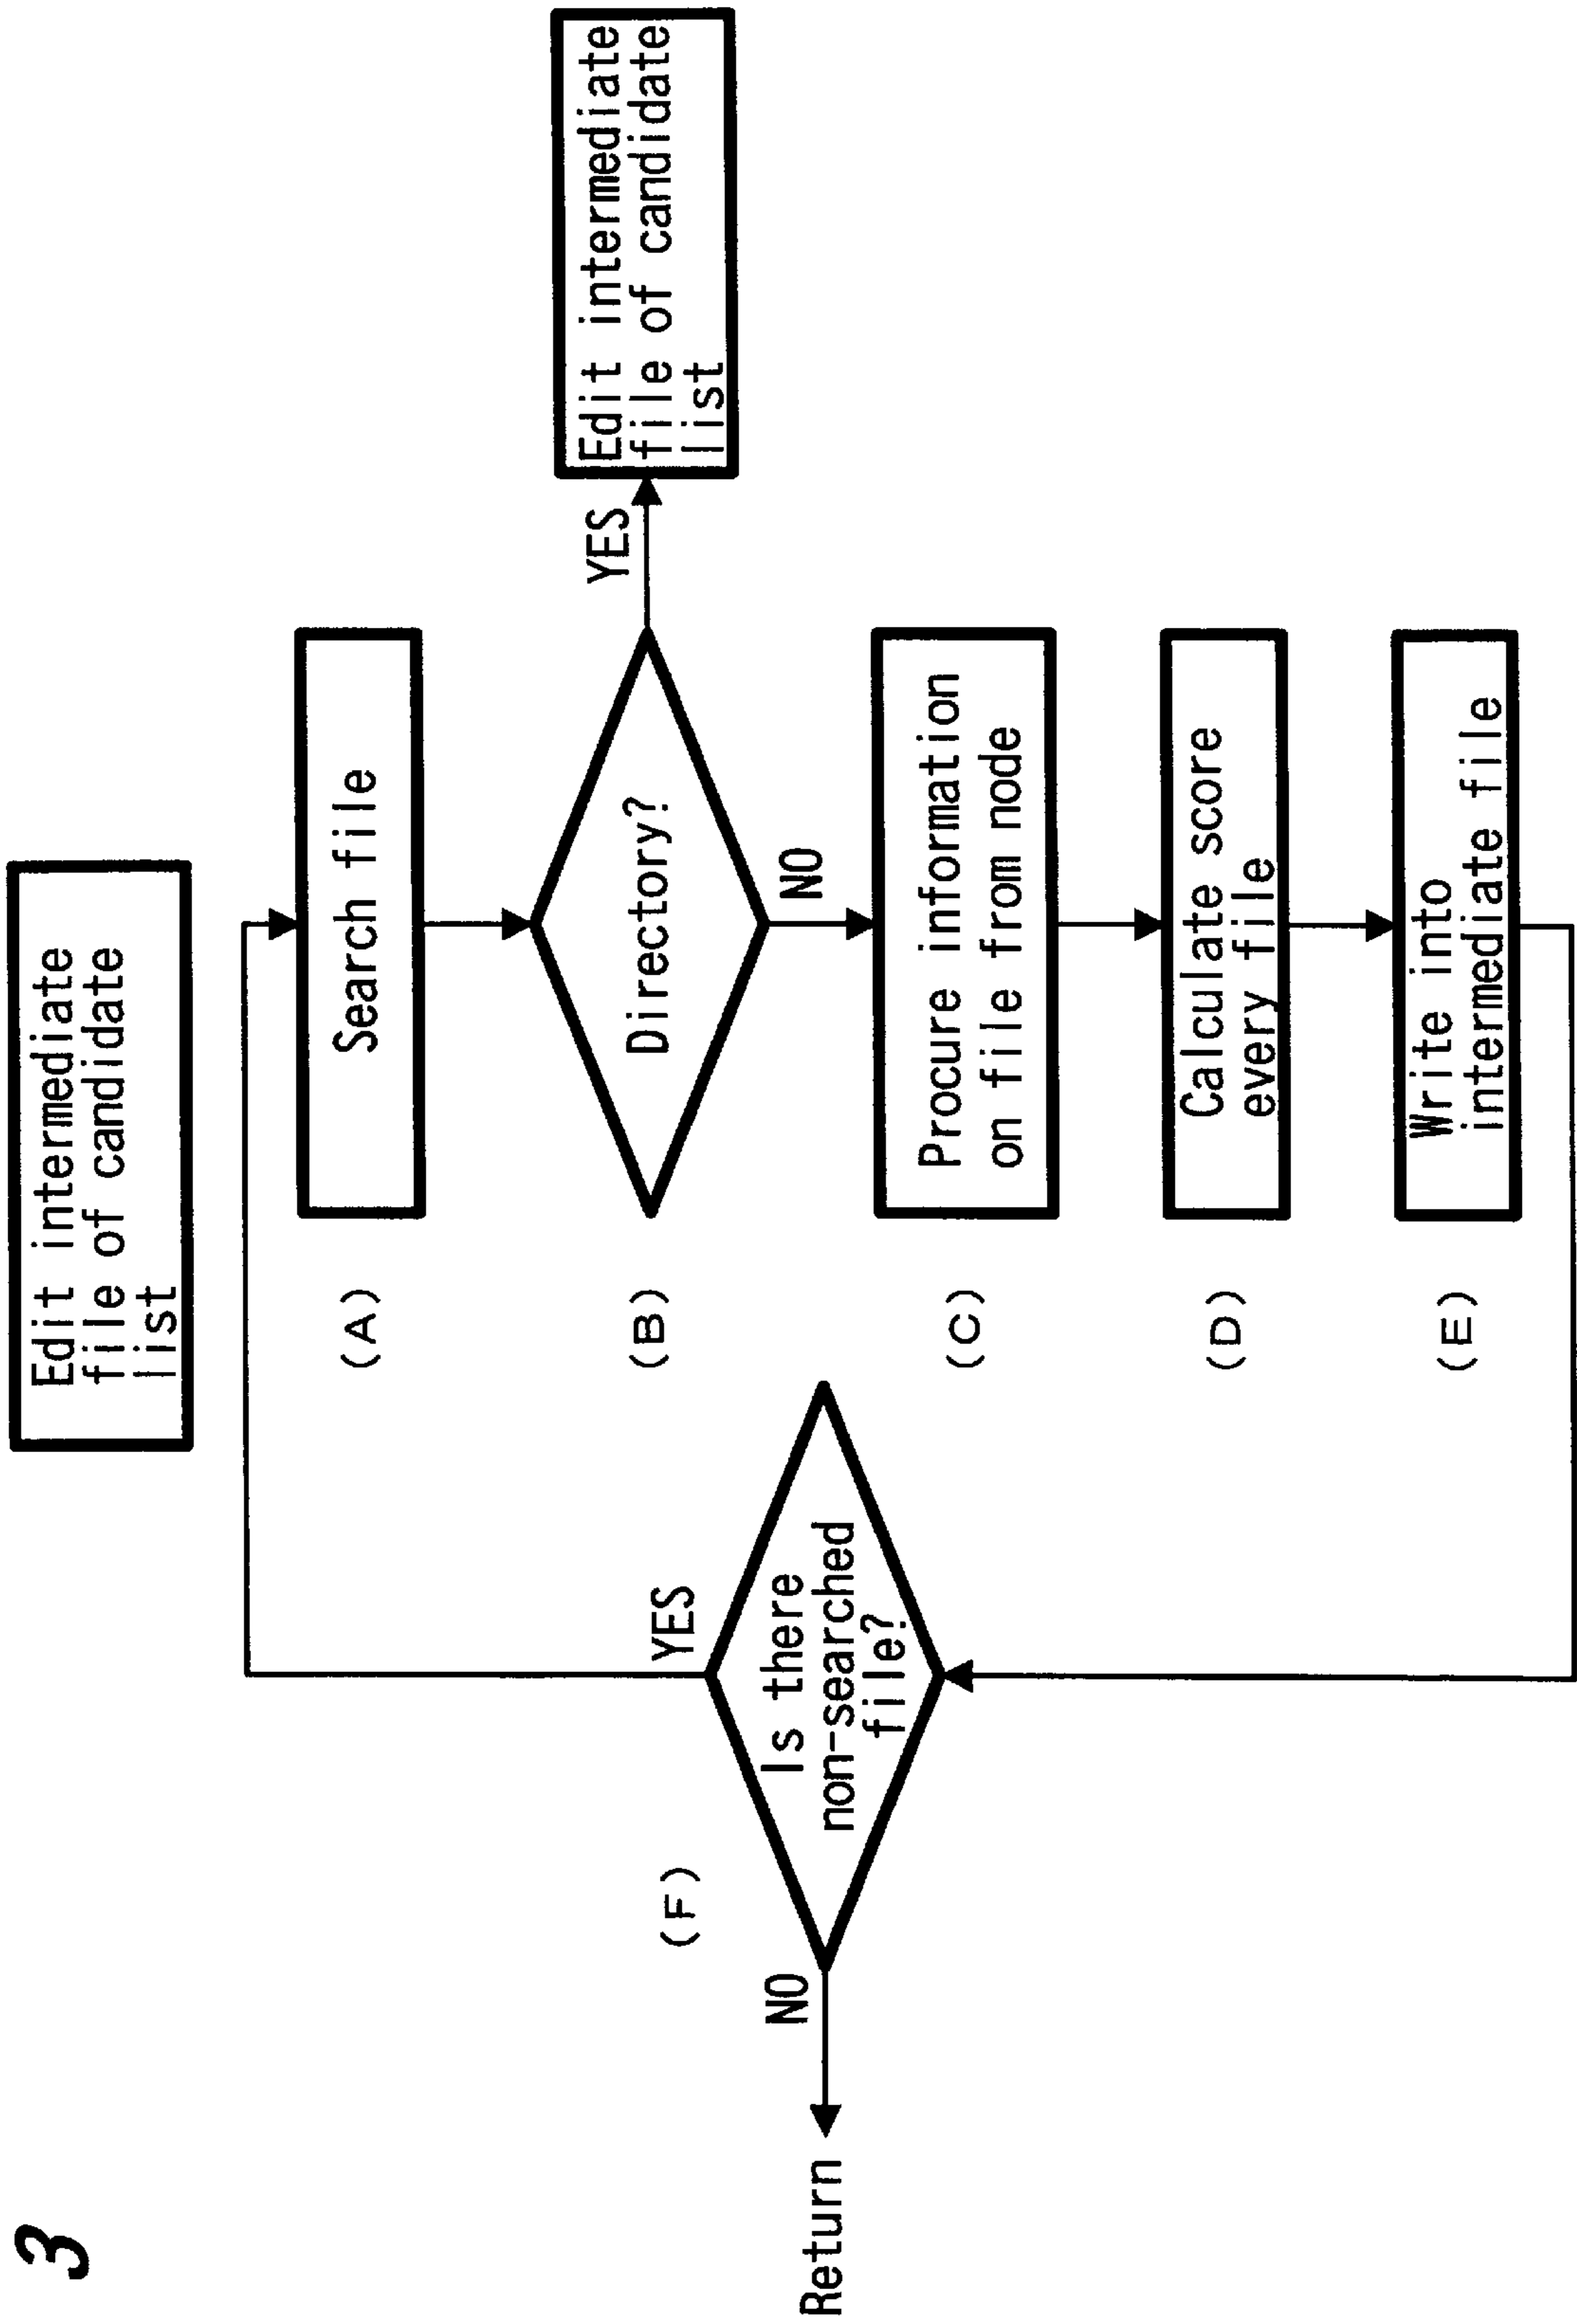 3
Edit intermediate
file of candidate
list
(A)
Search file
(B)
Directory?
YES
Edit intermediate
file of candidate
list
NO
(C)
Procure information
on file from node
(D)
Calculate score
every file
(E)
Write into
intermediate file
(F)
Is there
non-searched
file?
YES
NO
Return